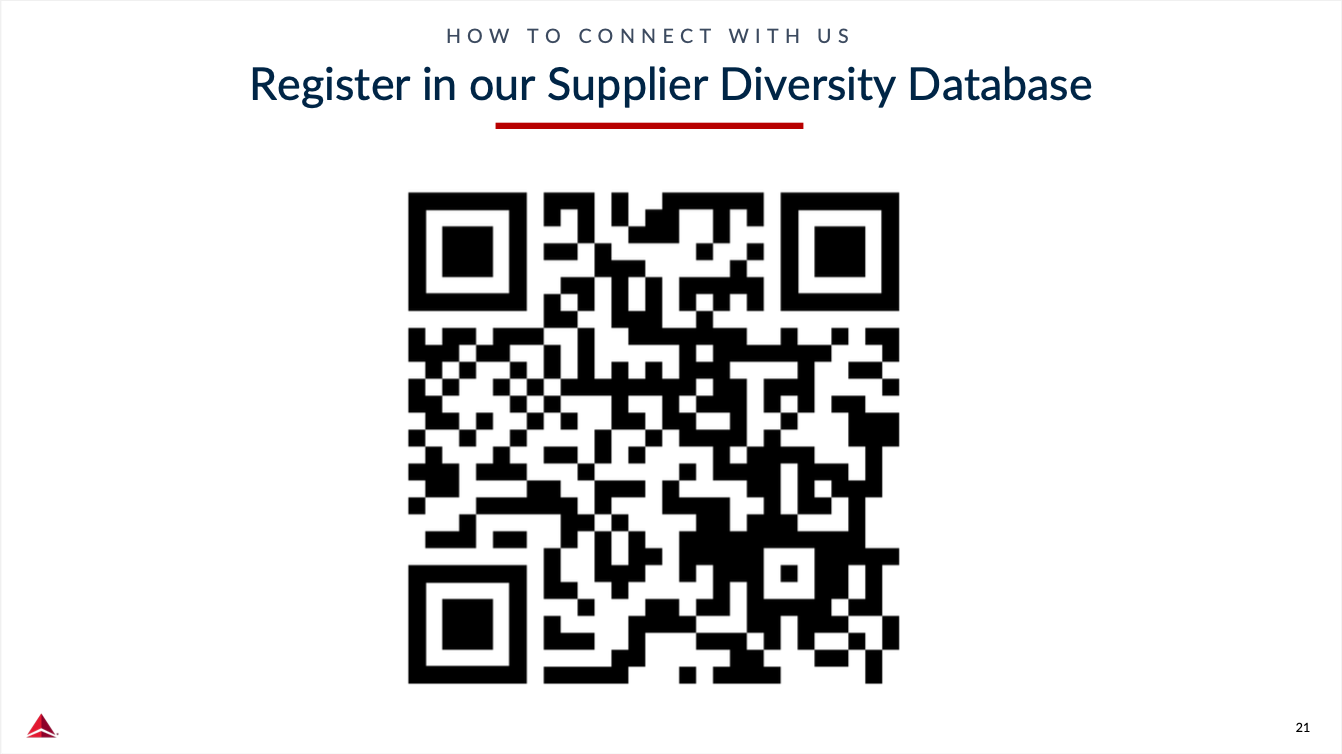 HOW TO CONNECT WITH US
Register in our Supplier Diversity Database
21